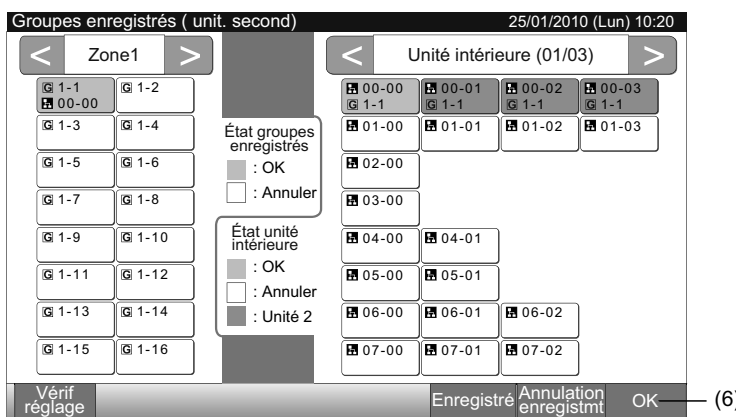 Groupes enregistrés ( unit. second) 25/01/2010 (Lun) 10:20
< Zone1 > < Unité intérieure (01/03) >
G 1-1
00-00
G 1-2
G 1-3 G 1-4
G 1-5 G 1-6
G 1-7 G 1-8
G 1-9 G 1-10
G 1-11 G 1-12
G 1-13 G 1-14
G 1-15 G 1-16
État groupes
enregistrés
: OK
: Annuler
État unité
intérieure
: OK
: Annuler
: Unité 2
00-00 00-01 00-02 00-03
G 1-1 G 1-1 G 1-1 G 1-1
01-00 01-01 01-02 01-03
02-00
03-00
04-00 04-01
05-00 05-01
06-00 06-01 06-02
07-00 07-01 07-02
Vérif
réglage
Enregistré
Annulation
enregistmt
OK
(6)